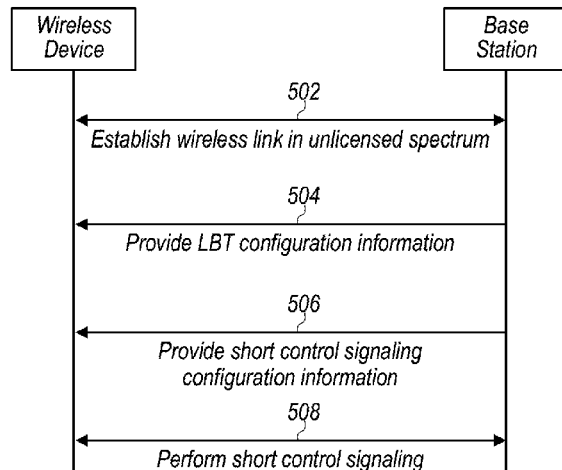 Wireless
Device
Base
Station
502
Establish wireless link in unlicensed spectrum
504
Provide LBT configuration information
506
Provide short control signaling
configuration information
508
Perform short control signaling